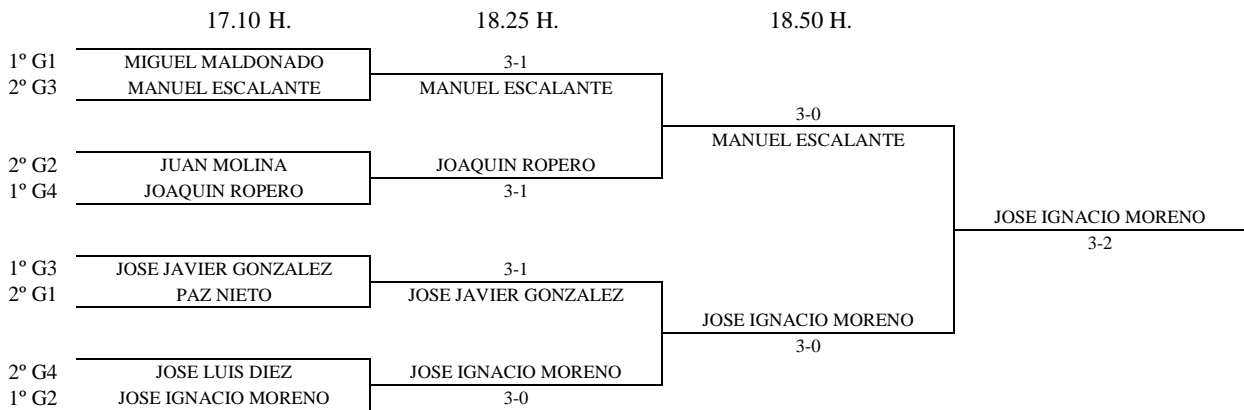 17.10 H. 18.25 H. 18.50 H.
1º G1 MIGUEL MALDONADO 3-1
2º G3 MANUEL ESCALANTE MANUEL ESCALANTE
3-0
MANUEL ESCALANTE
2º G2 JUAN MOLINA JOAQUIN ROPERO
1º G4 JOAQUIN ROPERO 3-1
JOSE IGNACIO MORENO
3-2
1º G3 JOSE JAVIER GONZALEZ 3-1
2º G1 PAZ NIETO JOSE JAVIER GONZALEZ
JOSE IGNACIO MORENO
3-0
2º G4 JOSE LUIS DIEZ JOSE IGNACIO MORENO
1º G2 JOSE IGNACIO MORENO 3-0